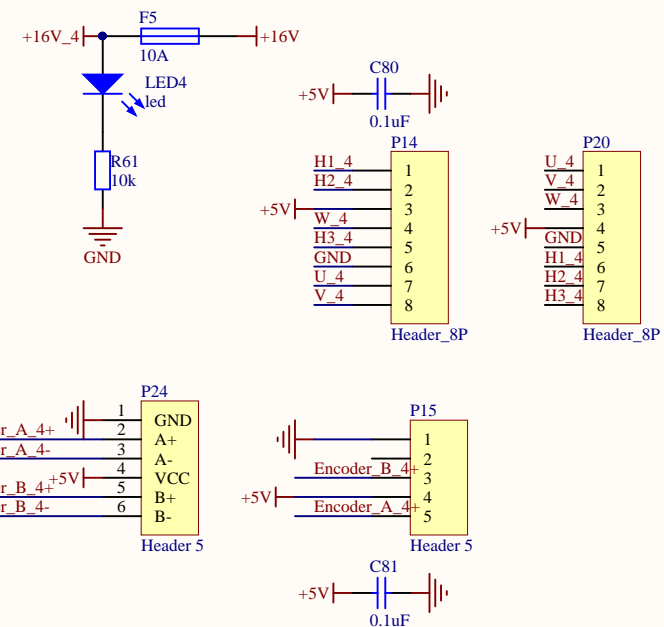 F5
+16V_4
+16V
10A
LED4
led
R61
10k
GND
C80
+5V
0.1uF
P14
H1_4 1
H2_4 2
+5V 3
W_4 4
H3_4 5
GND 6
U_4 7
V_4 8
Header_8P
P20
U_4 1
V_4 2
W_4 3
+5V 4
GND 5
H1_4 6
H2_4 7
H3_4 8
Header_8P
P24
1 GND
r_A_4+ 2 A+
r_A_4- 3 A-
+5V 4 VCC
r_B_4+ 5 B+
r_B_4- 6 B-
Header 5
P15
1
2
Encoder_B_4+ 3
+5V 4
Encoder_A_4+ 5
Header 5
C81
+5V
0.1uF